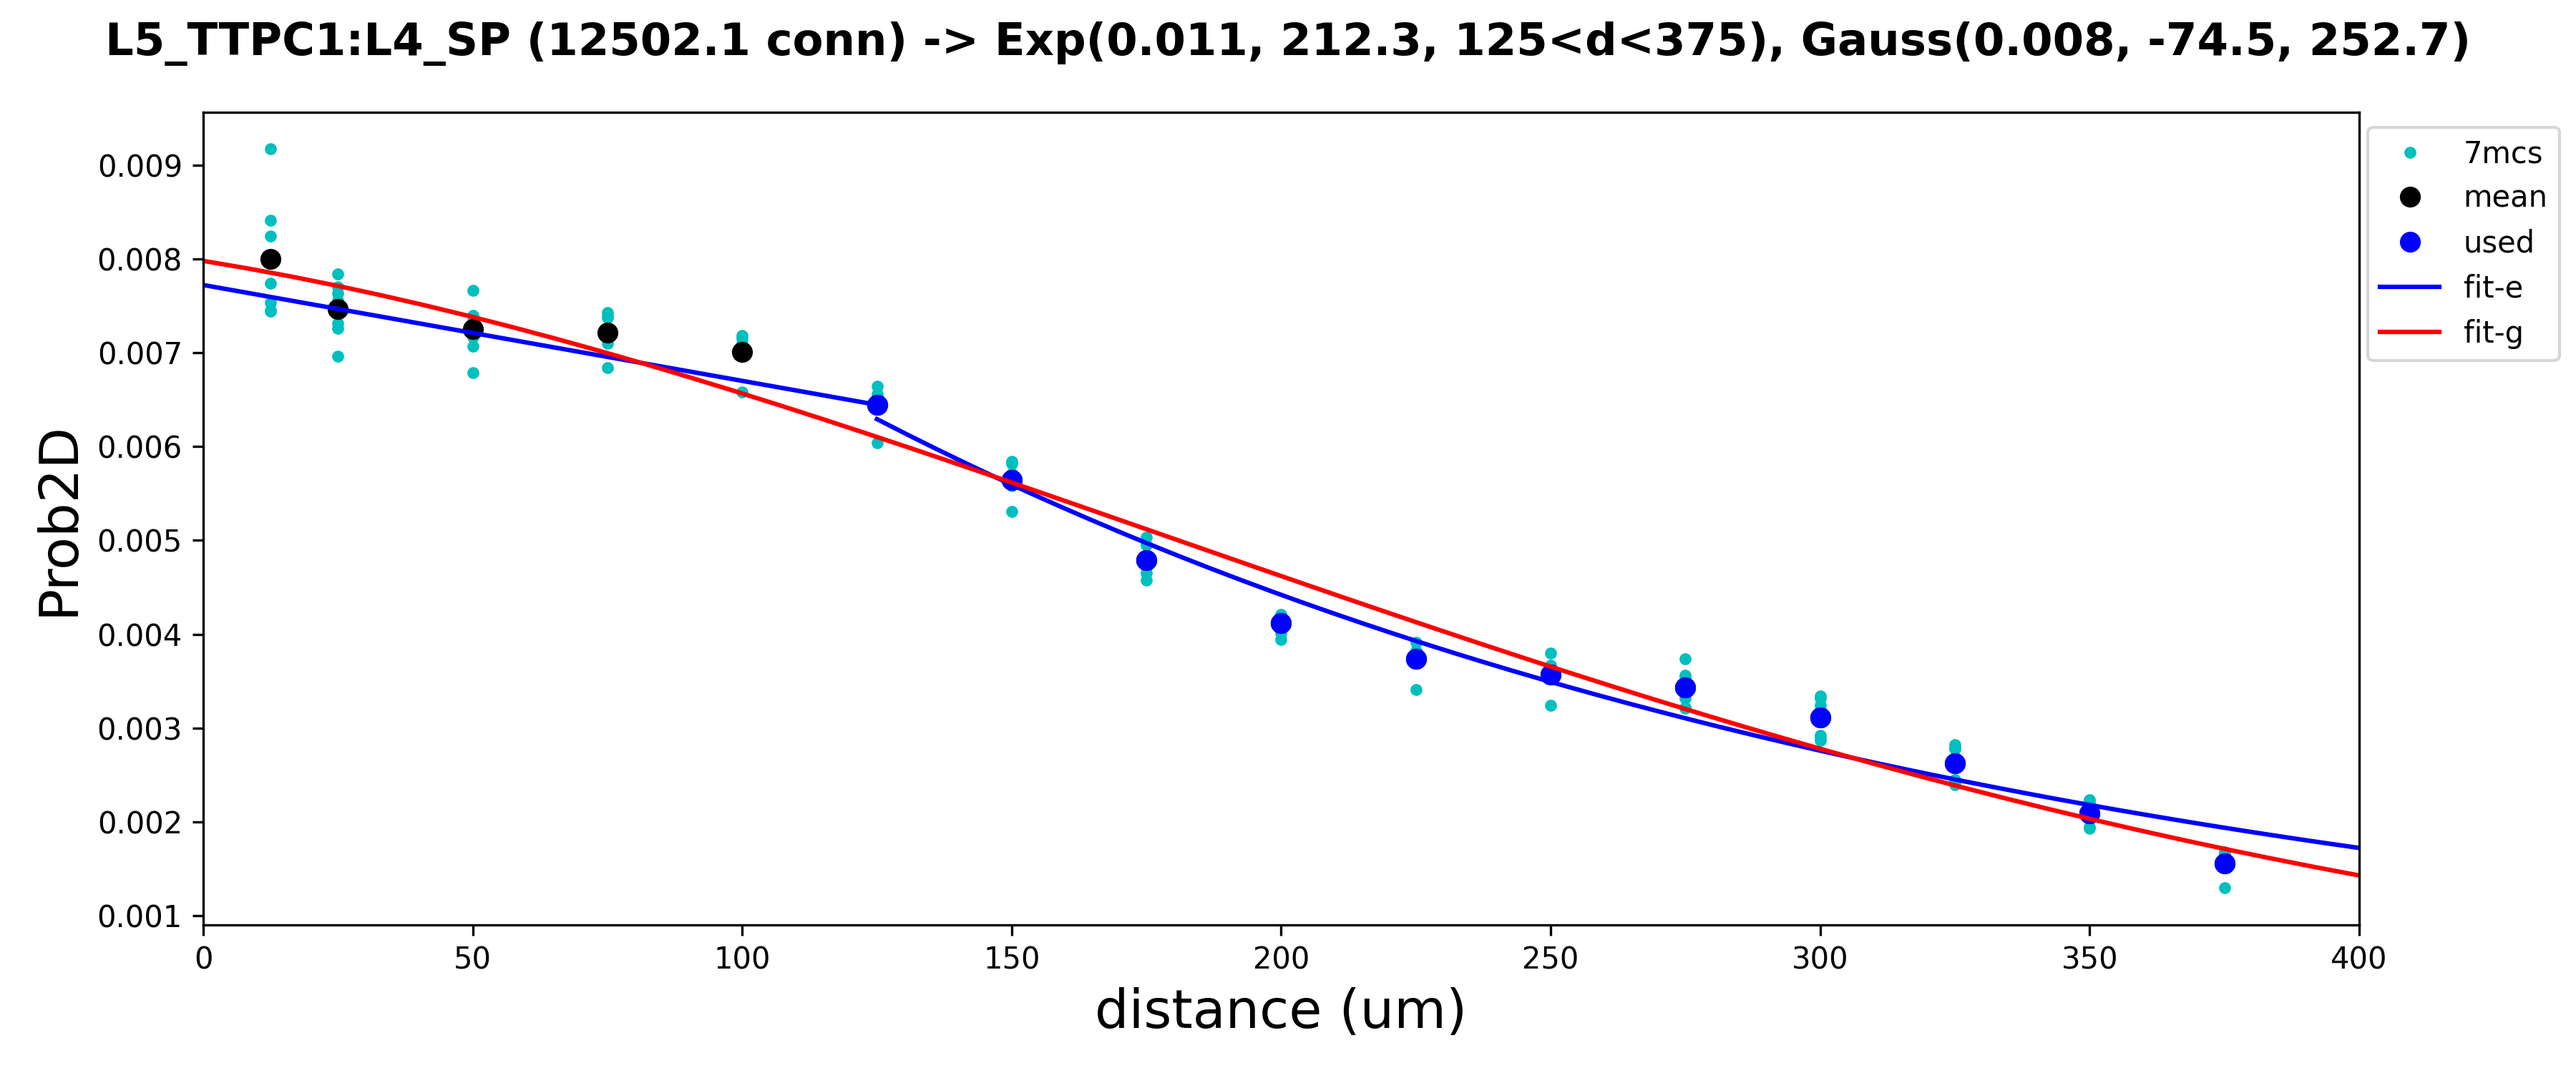 L5_TTPC1:L4_SP (12502.1 conn) -> Exp(0.011, 212.3, 125<d<375), Gauss(0.008, -74.5, 252.7)
7mcs
mean
used
fit-e
fit-g
Prob2D
0.009
0.008
0.007
0.006
0.005
0.004
0.003
0.002
0.001
0 50 100 150 200 250 300 350 400
distance (um)